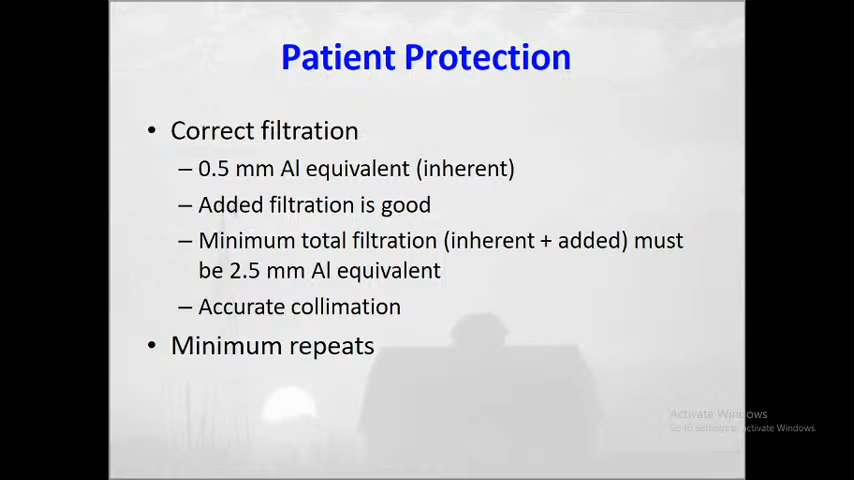 Patient Protection
• Correct filtration
– 0.5 mm Al equivalent (inherent)
– Added filtration is good
– Minimum total filtration (inherent + added) must
be 2.5 mm Al equivalent
– Accurate collimation
• Minimum repeats
Activate Windows
Go to Settings to activate Windows.